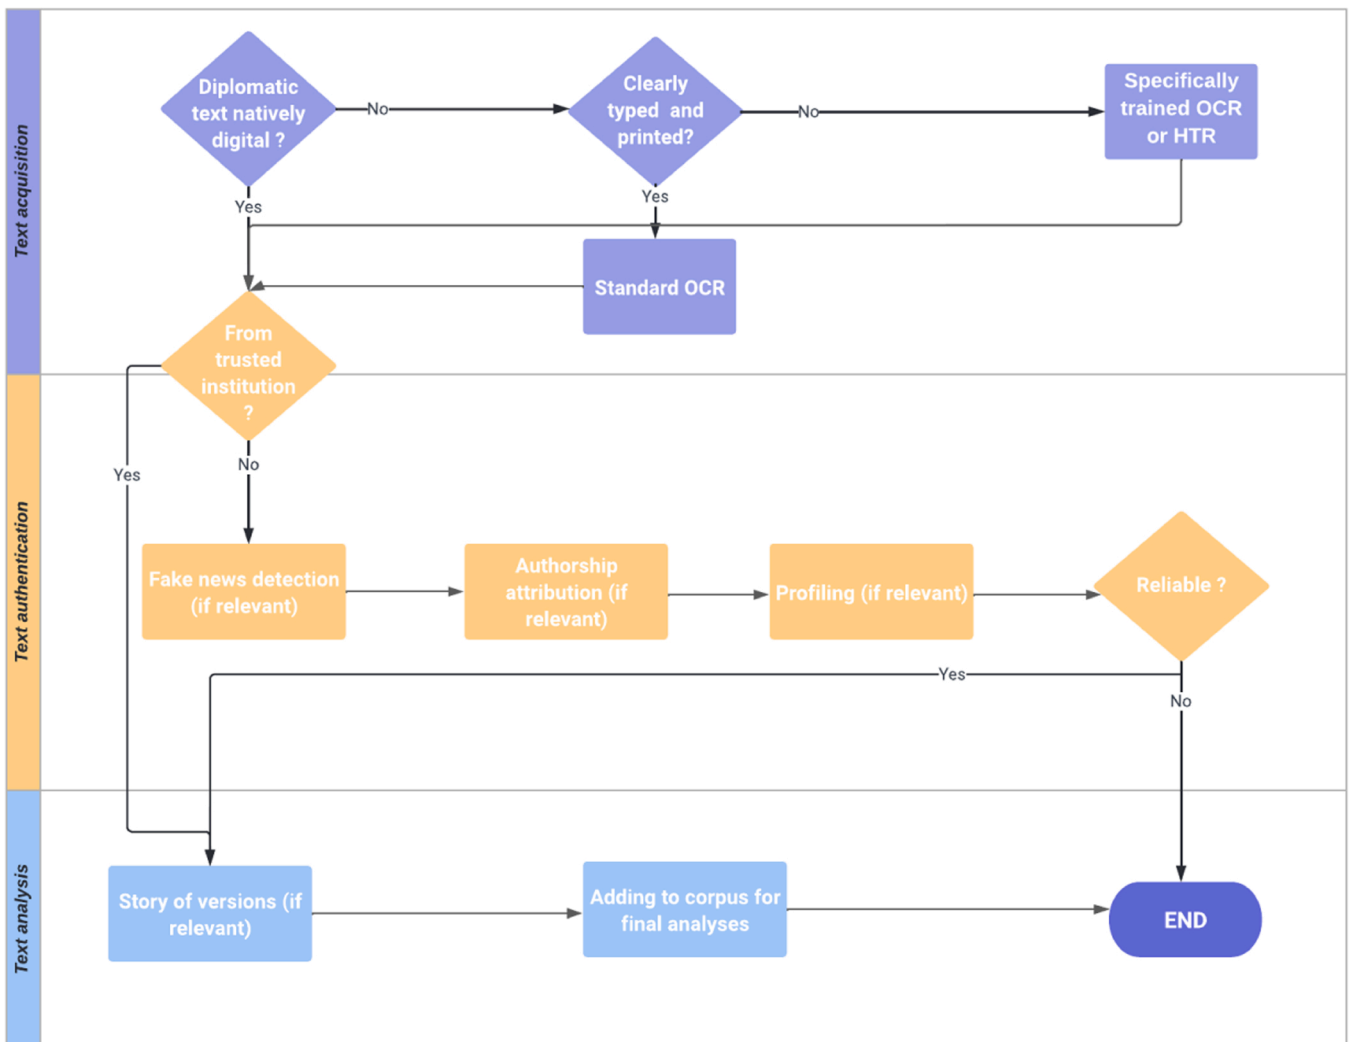 Text acquisition
Diplomatic
text natively
digital ?
No
Clearly
typed and
printed?
No
Specifically
trained OCR
or HTR
Yes
Yes
Standard OCR
From
trusted
institution
?
Text authentication
Yes
No
Fake news detection
(if relevant)
Authorship
attribution (if
relevant)
Profiling (if relevant)
Reliable ?
Yes
No
Text analysis
Story of versions (if
relevant)
Adding to corpus for
final analyses
END